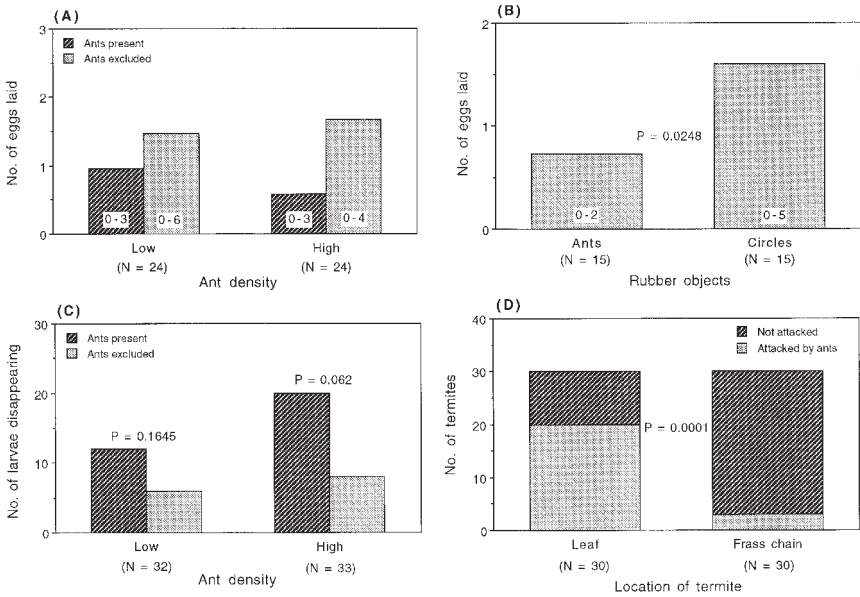 (A)
3
2
1
0
No. of eggs laid
Ants present
Ants excluded
0-3
0-6
0-3
0-4
Low
High
(N = 24)
(N = 24)
Ant density
(B)
2
1
0
No. of eggs laid
P = 0.0248
0-2
0-5
Ants
Circles
(N = 15)
(N = 15)
Rubber objects
(C)
30
20
10
0
No. of larvae disappearing
Ants present
Ants excluded
P = 0.1645
P = 0.062
Low
High
(N = 32)
(N = 33)
Ant density
(D)
40
30
20
10
0
No. of termites
Not attacked
Attacked by ants
P = 0.0001
Leaf
Frass chain
(N = 30)
(N = 30)
Location of termite